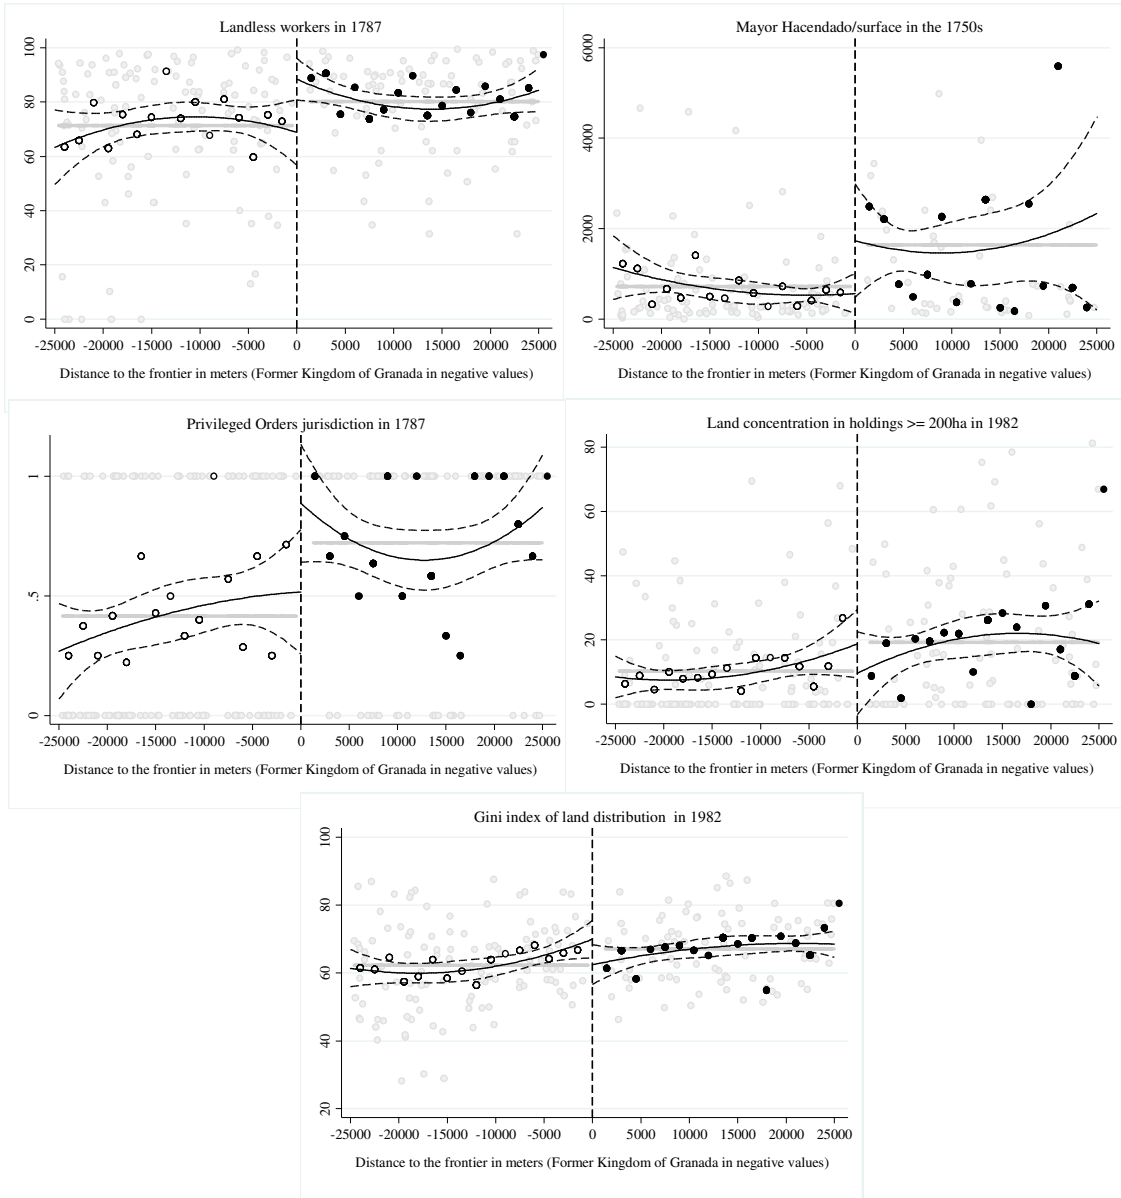 Landless workers in 1787
100
80
60
40
20
0
-25000 -20000 -15000 -10000 -5000 0 5000 10000 15000 20000 25000
Distance to the frontier in meters (Former Kingdom of Granada in negative values)
Mayor Hacendado/surface in the 1750s
6000
4000
2000
0
-25000 -20000 -15000 -10000 -5000 0 5000 10000 15000 20000 25000
Distance to the frontier in meters (Former Kingdom of Granada in negative values)
Privileged Orders jurisdiction in 1787
1
.5
0
-25000 -20000 -15000 -10000 -5000 0 5000 10000 15000 20000 25000
Distance to the frontier in meters (Former Kingdom of Granada in negative values)
Land concentration in holdings >= 200ha in 1982
80
60
40
20
0
-25000 -20000 -15000 -10000 -5000 0 5000 10000 15000 20000 25000
Distance to the frontier in meters (Former Kingdom of Granada in negative values)
Gini index of land distribution in 1982
100
80
60
40
20
-25000 -20000 -15000 -10000 -5000 0 5000 10000 15000 20000 25000
Distance to the frontier in meters (Former Kingdom of Granada in negative values)